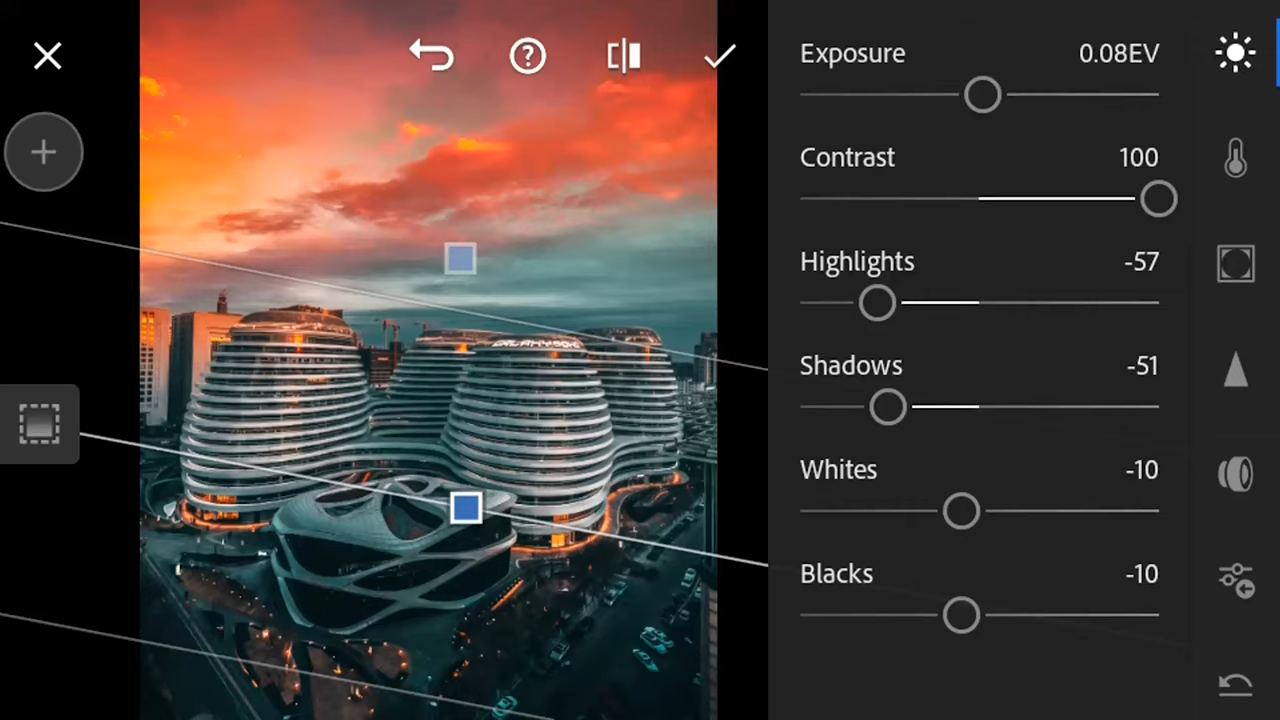 Exposure 0.08EV
Contrast 100
Highlights -57
Shadows -51
Whites -10
Blacks -10